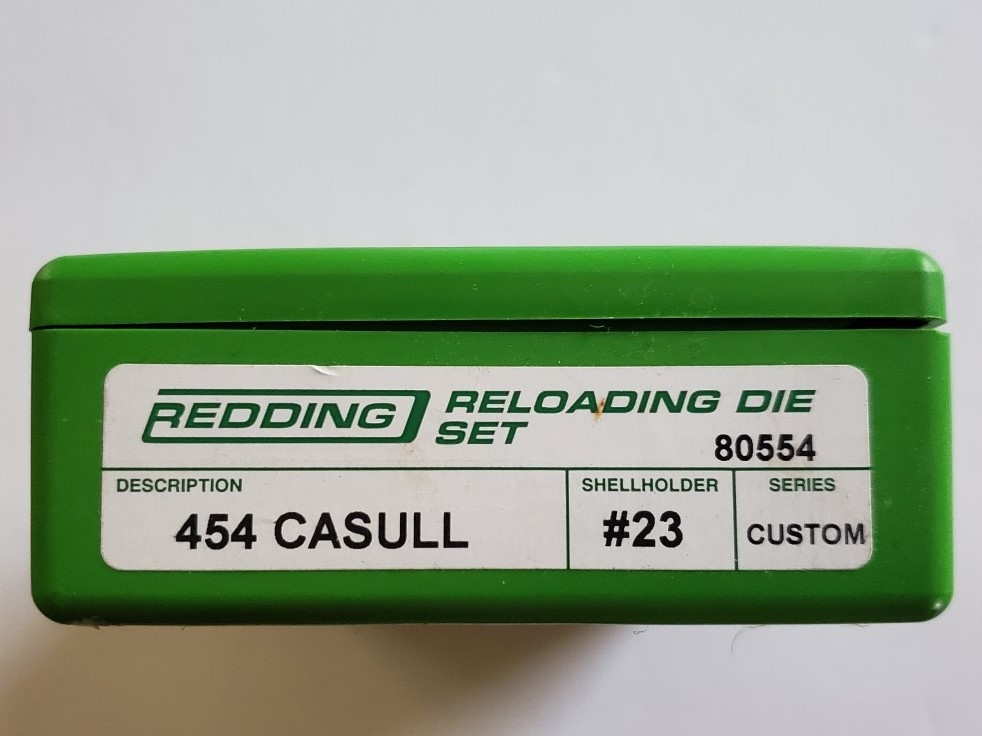 REDDING RELOADING DIE
SET
80554
DESCRIPTION SHELLHOLDER SERIES
454 CASULL #23 CUSTOM